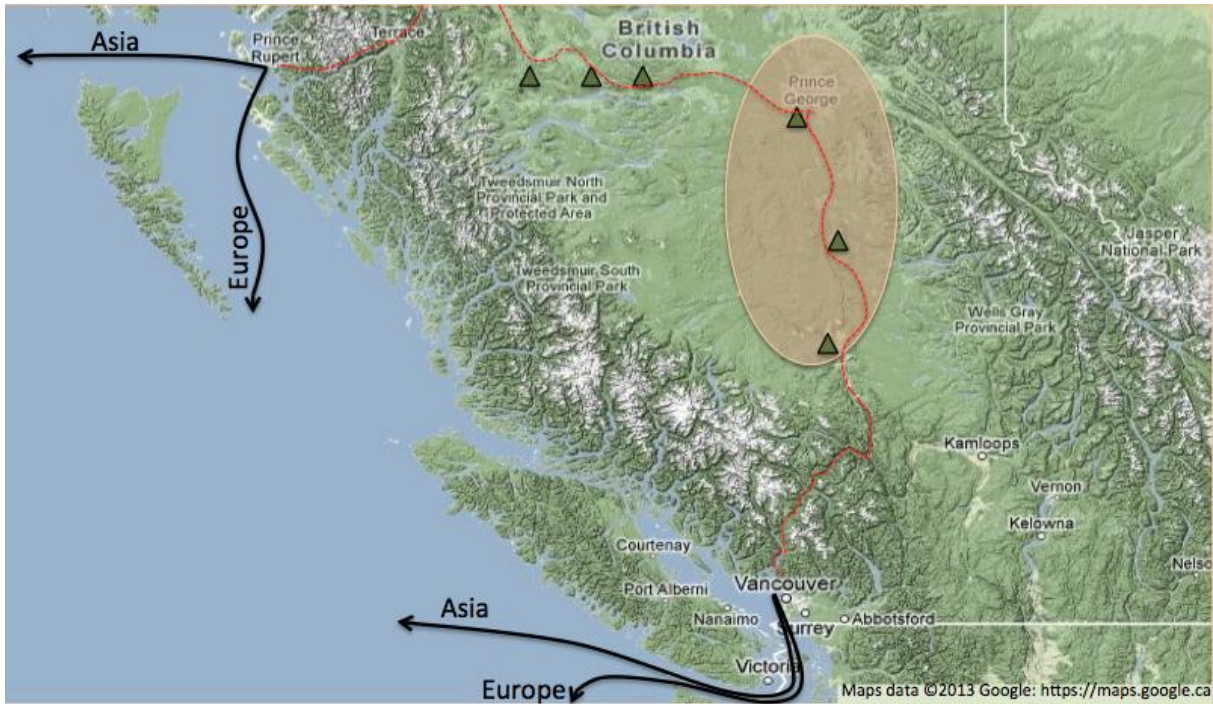 Asia
Prince
Rupert
Terrace
British
Columbia
Prince
George
Europe
Tweedsmuir North
Provincial Park and
Protected Area
Jasper
National Park
Tweedsmuir South
Provincial Park
Wells Gray
Provincial Park
Kamloops
Vernon
Kelowna
Courtenay
Nelso
Port Alberni
Vancouver
Asia
Nanaimo
Surrey
Abbotsford
Victoria
Europe
Maps data ©2013 Google: https://maps.google.ca